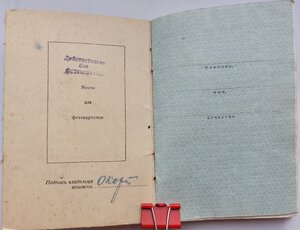 Действительно
без
фотокарточки
Место
для
фотокарточки
Подпись владельца
книжки
фамилия,
имя,
отчество